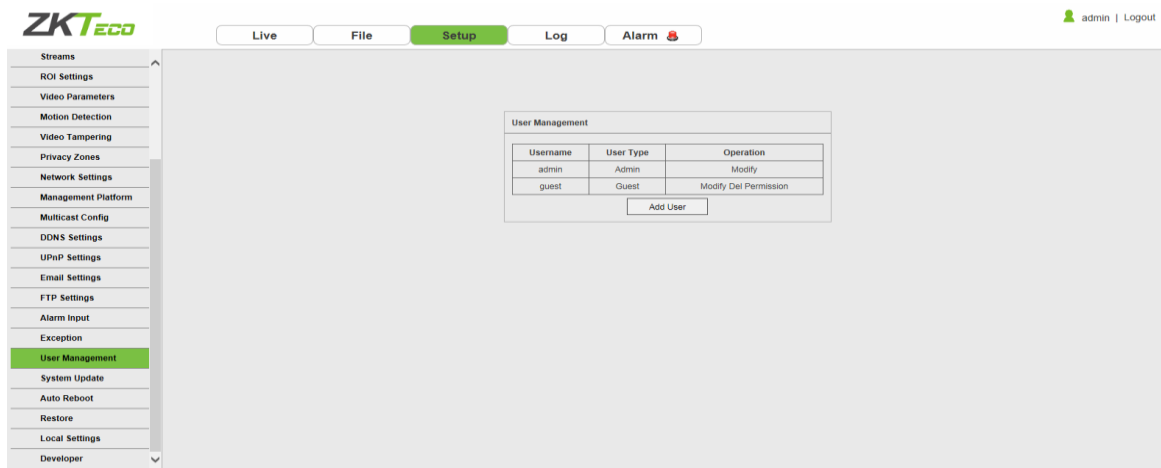 ZKTeco
admin | Logout
Live File Setup Log Alarm
Streams
ROI Settings
Video Parameters
Motion Detection
Video Tampering
Privacy Zones
Network Settings
Management Platform
Multicast Config
DDNS Settings
UPnP Settings
Email Settings
FTP Settings
Alarm Input
Exception
User Management
System Update
Auto Reboot
Restore
Local Settings
Developer
User Management
Username User Type Operation
admin Admin Modify
guest Guest Modify Del Permission
Add User